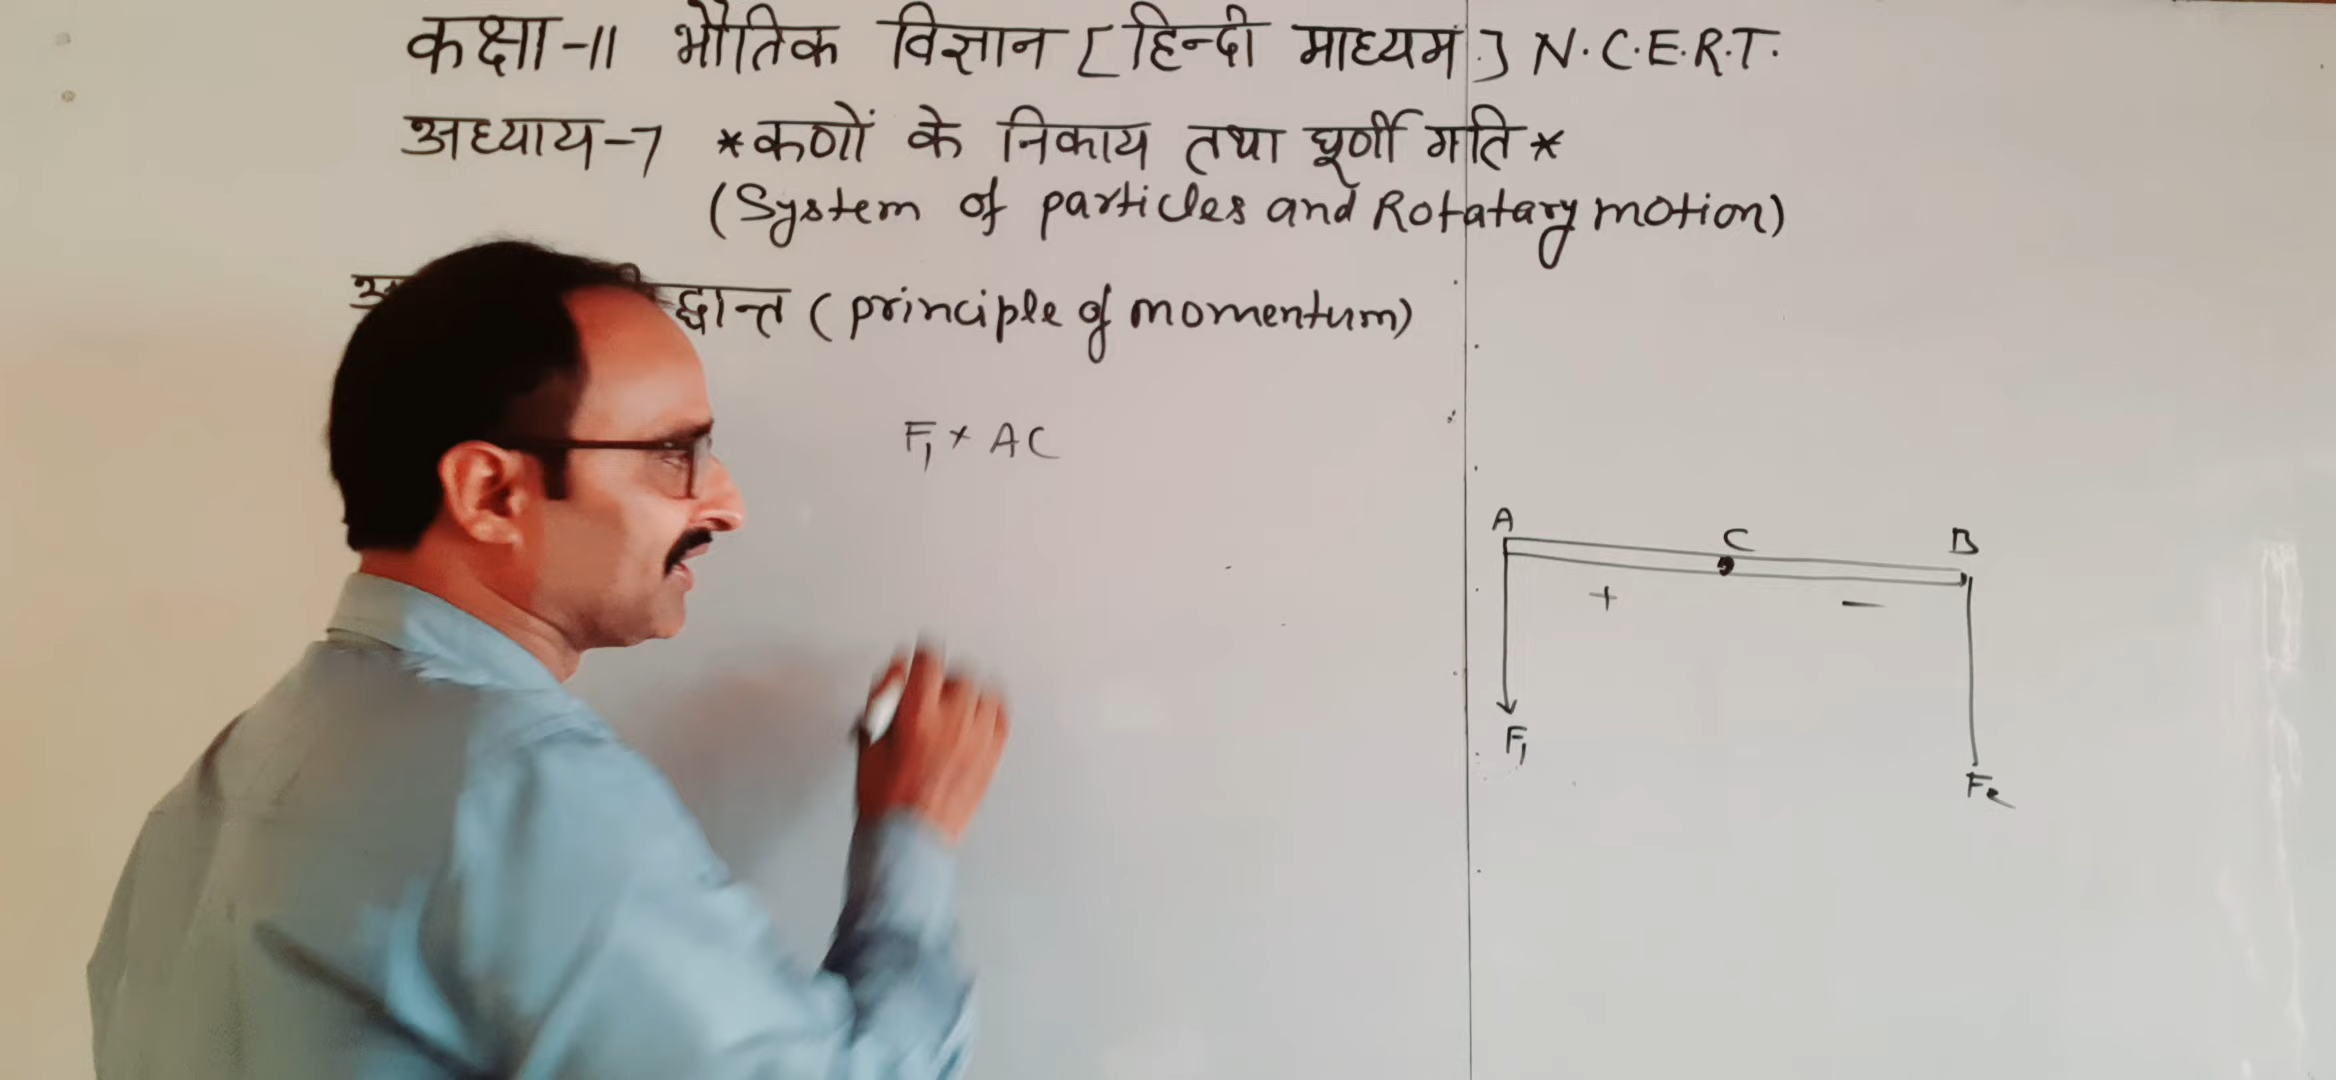 कक्षा-11 भौतिक विज्ञान [हिन्दी माध्यम] N.C.E.R.T.
अध्याय-7 *कणों के निकाय तथा घूर्णी गति*
(System of particles and Rotatary motion)
(principle of momentum)
F1 × AC
A C B
+ −
F1
F2